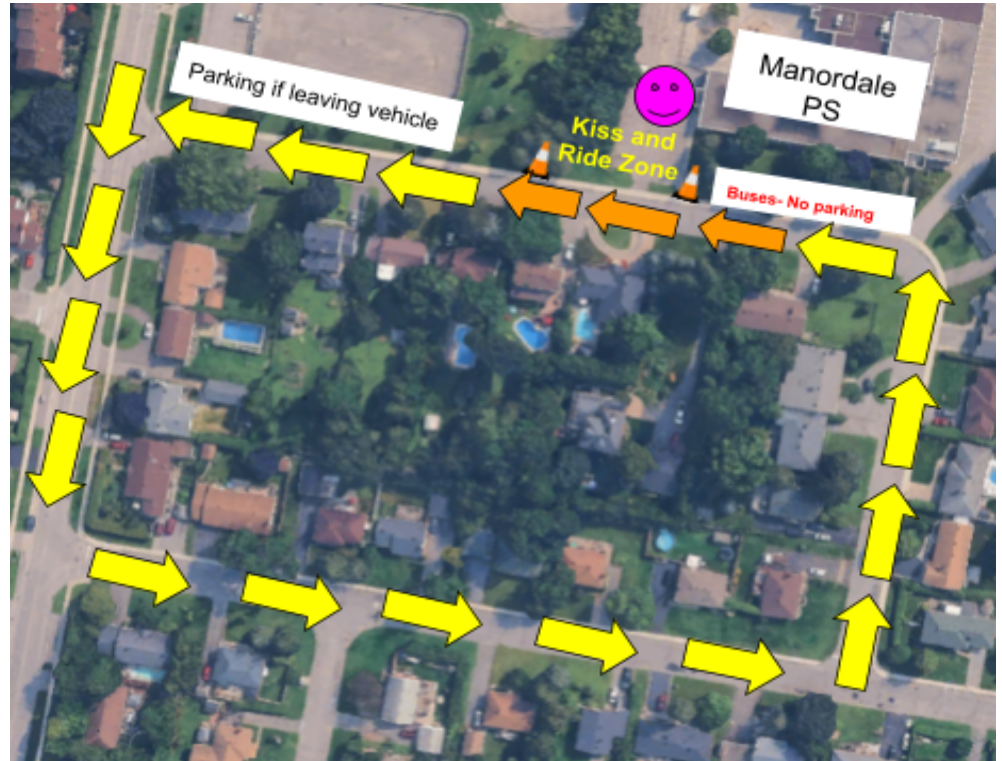 Parking if leaving vehicle
Manordale
PS
Kiss and
Ride Zone
Buses- No parking